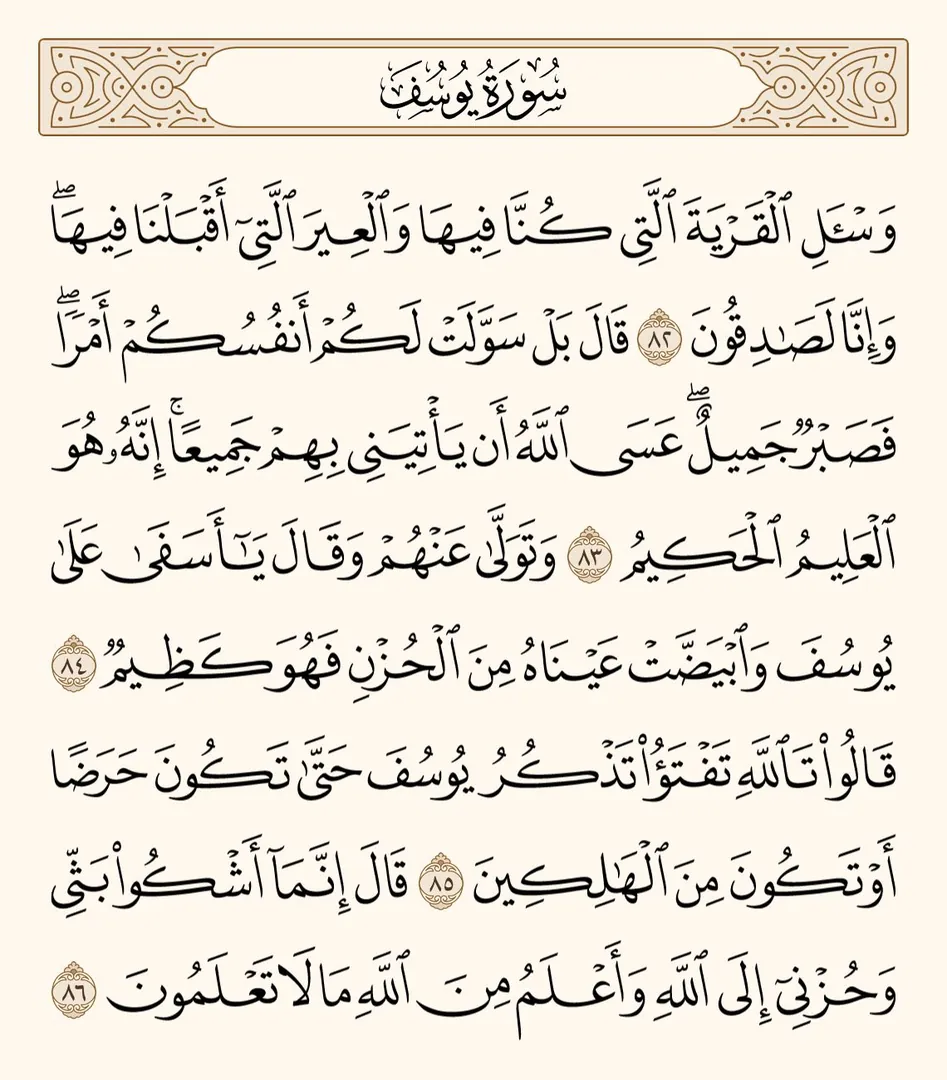 سُورَةُ يُوسُفَ
وَسْـَٔلِ ٱلْقَرْيَةَ ٱلَّتِى كُنَّا فِيهَا وَٱلْعِيرَ ٱلَّتِىٓ أَقْبَلْنَا فِيهَاۖ
وَإِنَّا لَصَـٰدِقُونَ ٨٢ قَالَ بَلْ سَوَّلَتْ لَكُمْ أَنفُسُكُمْ أَمْرًاۖ
فَصَبْرٌ جَمِيلٌۖ عَسَى ٱللَّهُ أَن يَأْتِيَنِى بِهِمْ جَمِيعًاۚ إِنَّهُۥ هُوَ
ٱلْعَلِيمُ ٱلْحَكِيمُ ٨٣ وَتَوَلَّىٰ عَنْهُمْ وَقَالَ يَـٰٓأَسَفَىٰ عَلَىٰ
يُوسُفَ وَٱبْيَضَّتْ عَيْنَاهُ مِنَ ٱلْحُزْنِ فَهُوَ كَظِيمٌ ٨٤
قَالُوا۟ تَٱللَّهِ تَفْتَؤُا۟ تَذْكُرُ يُوسُفَ حَتَّىٰ تَكُونَ حَرَضًا
أَوْ تَكُونَ مِنَ ٱلْهَـٰلِكِينَ ٨٥ قَالَ إِنَّمَآ أَشْكُوا۟ بَثِّى
وَحُزْنِىٓ إِلَى ٱللَّهِ وَأَعْلَمُ مِنَ ٱللَّهِ مَا لَا تَعْلَمُونَ ٨٦